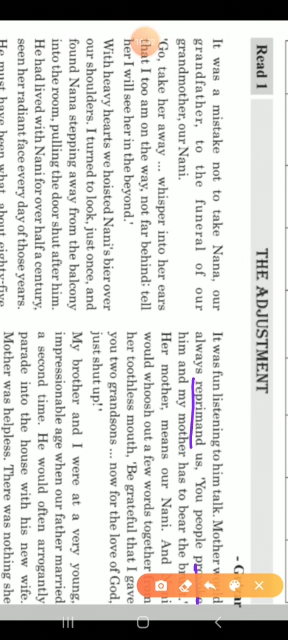 Read 1
THE ADJUSTMENT
It was a mistake not to take Nana, our
grandfather, to the funeral of our
grandmother, our Nani.
'Go, take her away ... whisper into her ears
that I too am on the way, not far behind; tell
her I will see her in the beyond.'
With heavy hearts we hoisted Nani's bier over
our shoulders. I turned to look, just once, and
found Nana stepping away from the balcony
into the room, pulling the door shut after him.
He had lived with Nani for over half a century,
seen her radiant face every day of those years.
He must have been what, about eighty-five
It was fun listening to him talk. Mother
always reprimand us, 'You people
him and my mother has to bear the
Her mother, means our Nani. And
would whoosh out a few words together
her toothless mouth, 'Be grateful that I gave
you two grandsons ... now for the love of God,
just shut up!'
My brother and I were at a very young,
impressionable age when our father married
a second time. He would often arrogantly
parade into the house with his new wife.
Mother was helpless. There was nothing she